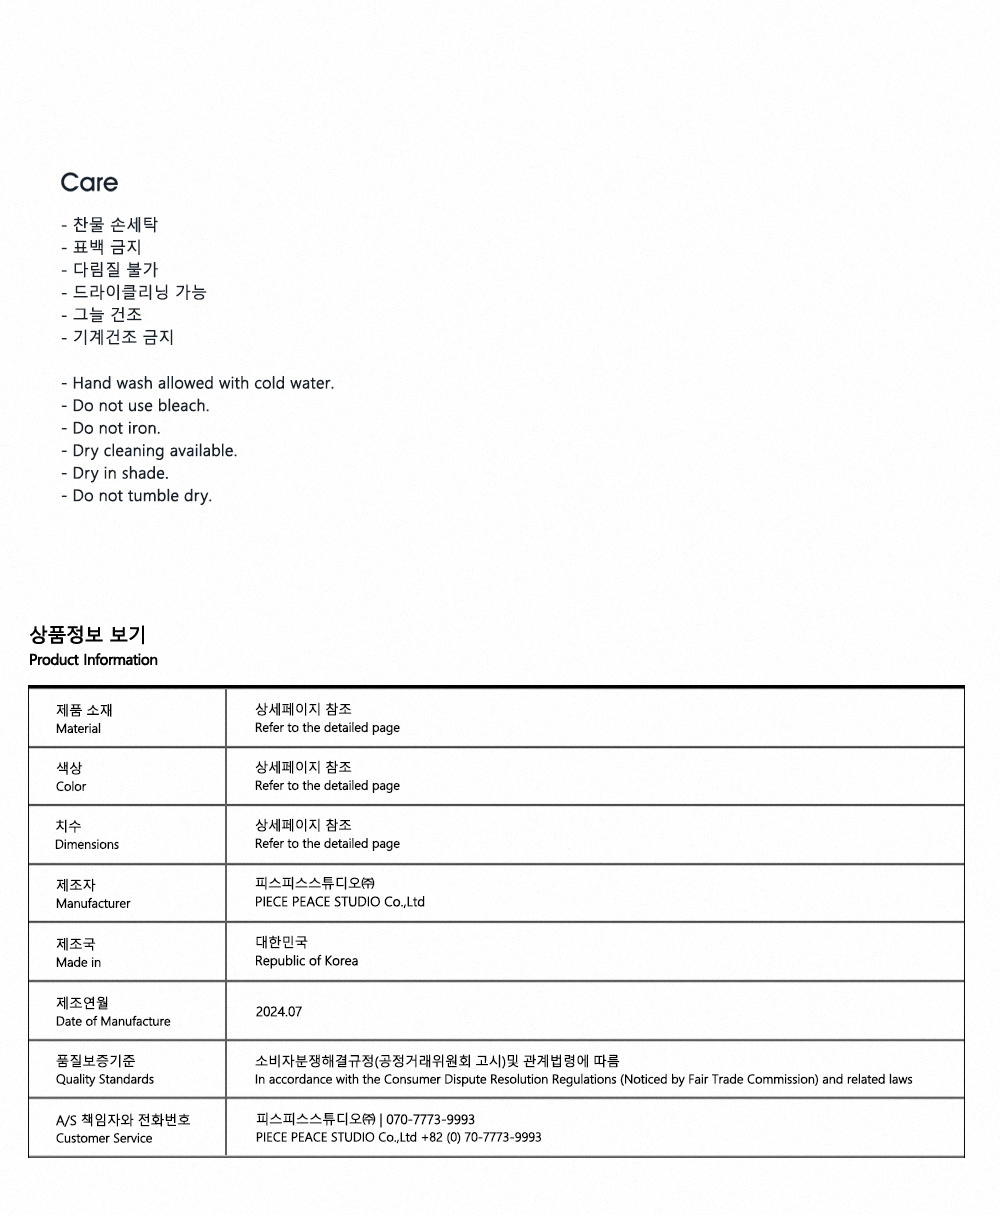 Care
- 찬물 손세탁
- 표백 금지
- 다림질 불가
- 드라이클리닝 가능
- 그늘 건조
- 기계건조 금지
- Hand wash allowed with cold water.
- Do not use bleach.
- Do not iron.
- Dry cleaning available.
- Dry in shade.
- Do not tumble dry.
상품정보 보기
Product Information
제품 소재
Material
상세페이지 참조
Refer to the detailed page
색상
Color
상세페이지 참조
Refer to the detailed page
치수
Dimensions
상세페이지 참조
Refer to the detailed page
제조자
Manufacturer
피스피스스튜디오㈜
PIECE PEACE STUDIO Co.,Ltd
제조국
Made in
대한민국
Republic of Korea
제조연월
Date of Manufacture
2024.07
품질보증기준
Quality Standards
소비자분쟁해결규정(공정거래위원회 고시)및 관계법령에 따름
In accordance with the Consumer Dispute Resolution Regulations (Noticed by Fair Trade Commission) and related laws
A/S 책임자와 전화번호
Customer Service
피스피스스튜디오㈜ | 070-7773-9993
PIECE PEACE STUDIO Co.,Ltd +82 (0) 70-7773-9993